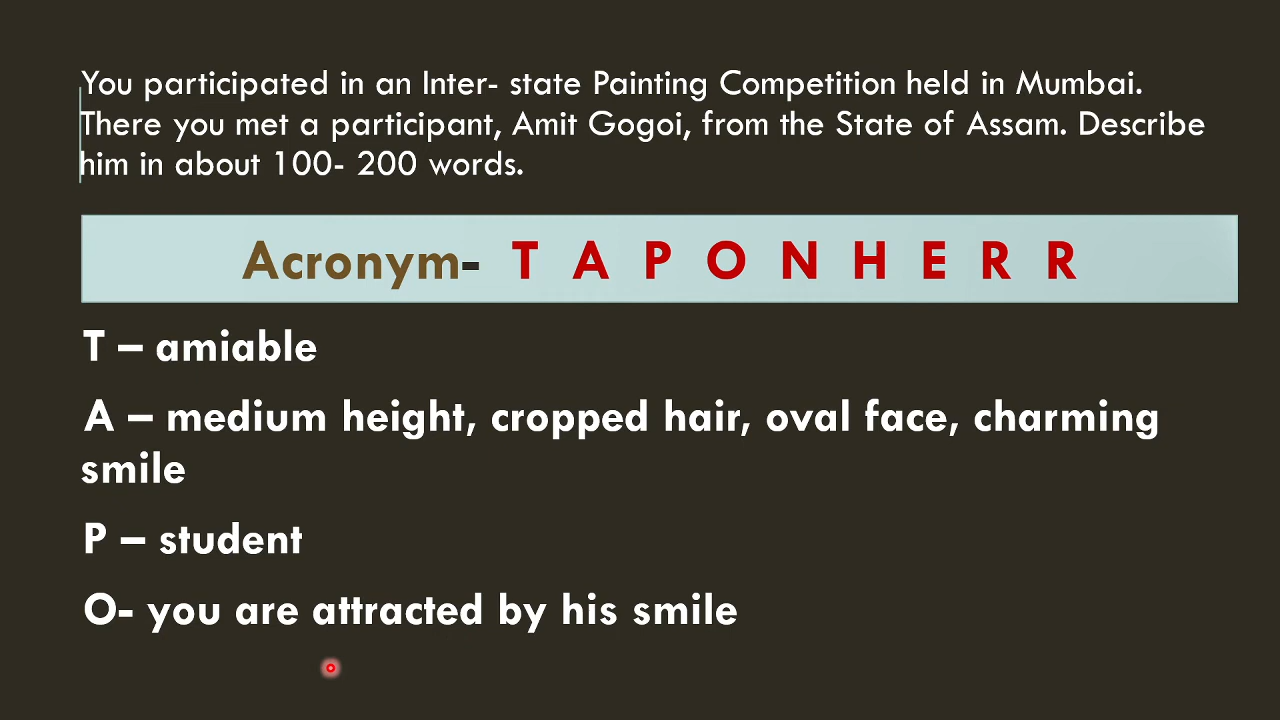 You participated in an Inter- state Painting Competition held in Mumbai.
There you met a participant, Amit Gogoi, from the State of Assam. Describe
him in about 100- 200 words.
Acronym- T A P O N H E R R
T – amiable
A – medium height, cropped hair, oval face, charming
smile
P – student
O- you are attracted by his smile